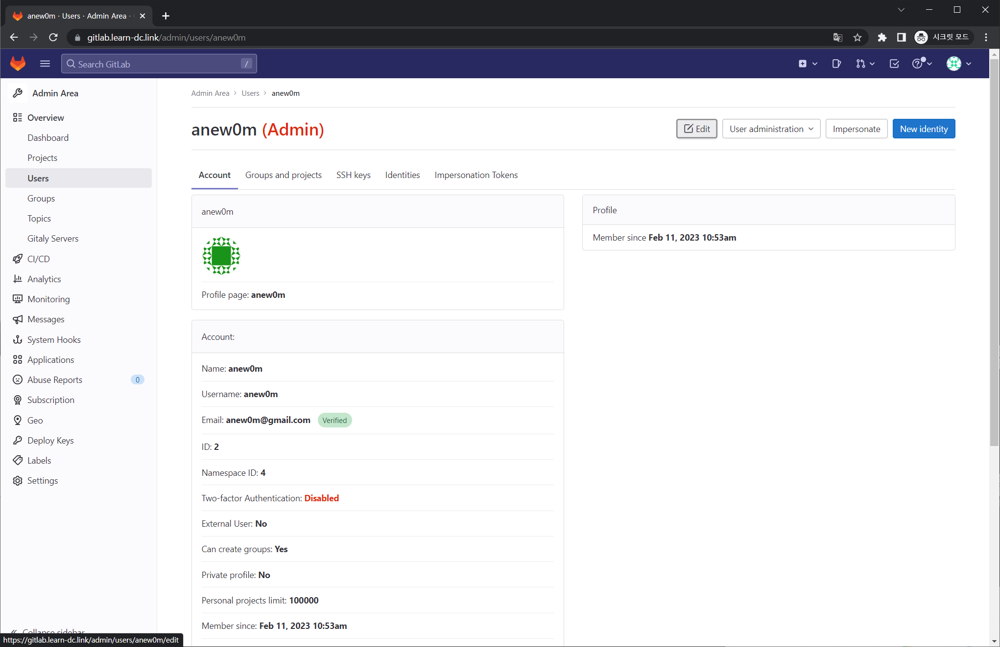 anew0m · Users · Admin Area ·
gitlab.learn-dc.link/admin/users/anew0m
시크릿 모드
Search GitLab
/
Admin Area
Overview
Dashboard
Projects
Users
Groups
Topics
Gitaly Servers
CI/CD
Analytics
Monitoring
Messages
System Hooks
Applications
Abuse Reports 0
Subscription
Geo
Deploy Keys
Labels
Settings
Collapse sidebar
https://gitlab.learn-dc.link/admin/users/anew0m/edit
Admin Area > Users > anew0m
anew0m (Admin)
Edit
User administration
Impersonate
New identity
Account Groups and projects SSH keys Identities Impersonation Tokens
anew0m
Profile page: anew0m
Account:
Name: anew0m
Username: anew0m
Email: anew0m@gmail.com Verified
ID: 2
Namespace ID: 4
Two-factor Authentication: Disabled
External User: No
Can create groups: Yes
Private profile: No
Personal projects limit: 100000
Member since: Feb 11, 2023 10:53am
Profile
Member since Feb 11, 2023 10:53am